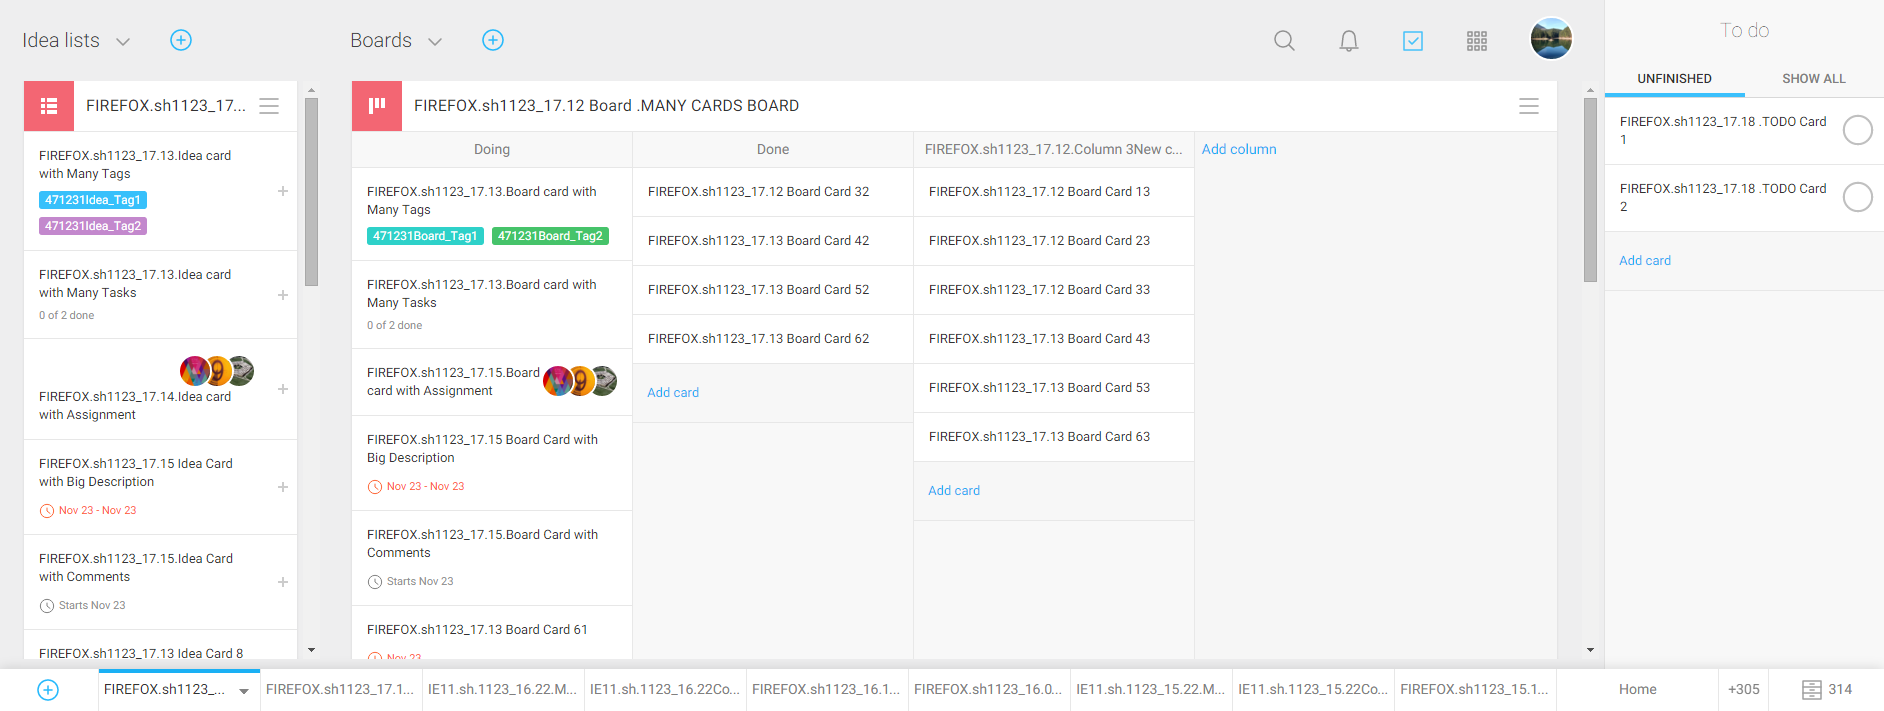 Idea lists
Boards
To do
UNFINISHED
SHOW ALL
FIREFOX.sh1123_17...
FIREFOX.sh1123_17.13.Idea card
with Many Tags
471231Idea_Tag1
471231Idea_Tag2
FIREFOX.sh1123_17.13.Idea card
with Many Tasks
0 of 2 done
FIREFOX.sh1123_17.14.Idea card
with Assignment
FIREFOX.sh1123_17.15 Idea Card
with Big Description
Nov 23 - Nov 23
FIREFOX.sh1123_17.15.Idea Card
with Comments
Starts Nov 23
FIREFOX.sh1123_17.13 Idea Card 8
FIREFOX.sh1123_17.12 Board .MANY CARDS BOARD
Doing
FIREFOX.sh1123_17.13.Board card with
Many Tags
471231Board_Tag1
471231Board_Tag2
FIREFOX.sh1123_17.13.Board card with
Many Tasks
0 of 2 done
FIREFOX.sh1123_17.15.Board
card with Assignment
FIREFOX.sh1123_17.15 Board Card with
Big Description
Nov 23 - Nov 23
FIREFOX.sh1123_17.15.Board Card with
Comments
Starts Nov 23
FIREFOX.sh1123_17.13 Board Card 61
Nov 23
Done
FIREFOX.sh1123_17.12 Board Card 32
FIREFOX.sh1123_17.13 Board Card 42
FIREFOX.sh1123_17.13 Board Card 52
FIREFOX.sh1123_17.13 Board Card 62
Add card
FIREFOX.sh1123_17.12.Column 3New c...
FIREFOX.sh1123_17.12 Board Card 13
FIREFOX.sh1123_17.12 Board Card 23
FIREFOX.sh1123_17.12 Board Card 33
FIREFOX.sh1123_17.13 Board Card 43
FIREFOX.sh1123_17.13 Board Card 53
FIREFOX.sh1123_17.13 Board Card 63
Add card
Add column
FIREFOX.sh1123_17.18 .TODO Card
1
FIREFOX.sh1123_17.18 .TODO Card
2
Add card
FIREFOX.sh1123_...
FIREFOX.sh1123_17.1...
IE11.sh.1123_16.22.M...
IE11.sh.1123_16.22Co...
FIREFOX.sh1123_16.1...
FIREFOX.sh1123_16.0...
IE11.sh.1123_15.22.M...
IE11.sh.1123_15.22Co...
FIREFOX.sh1123_15.1...
Home
+305
314